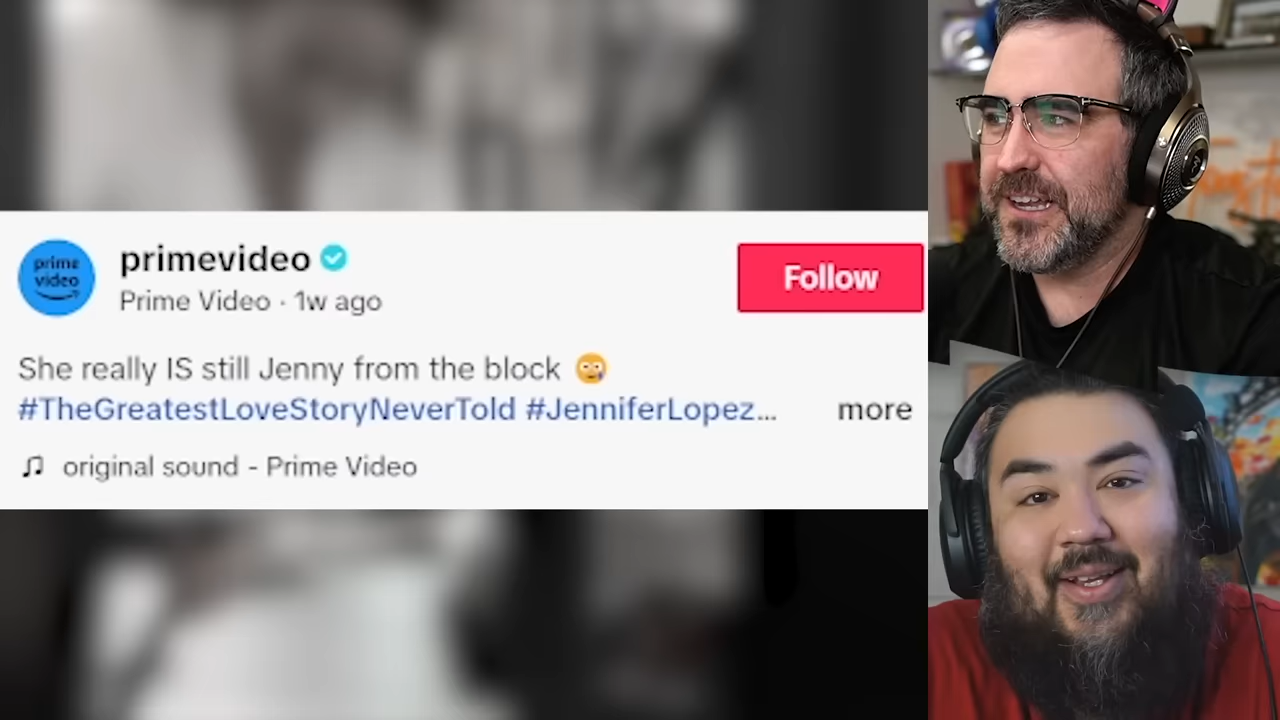 prime
video
primevideo
Prime Video · 1w ago
Follow
She really IS still Jenny from the block 🥹
#TheGreatestLoveStoryNeverTold #JenniferLopez... more
original sound - Prime Video